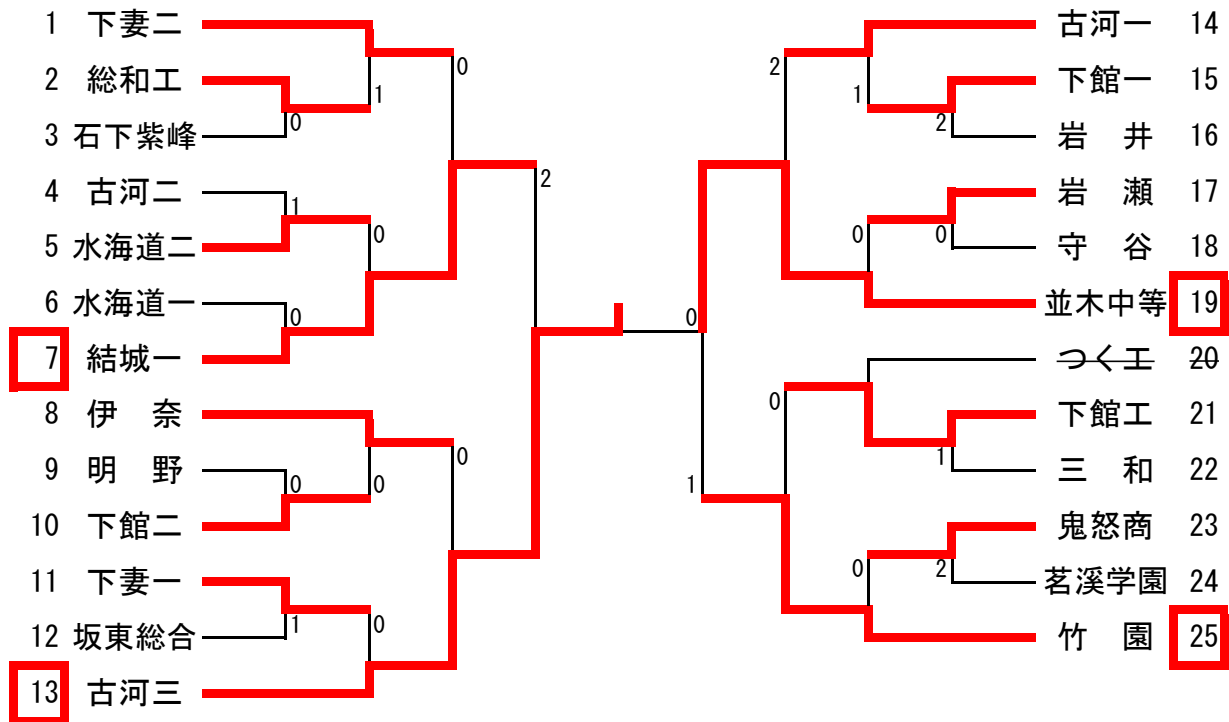 1 下妻二
2 総和工
3 石下紫峰
4 古河二
5 水海道二
6 水海道一
7 結城一
8 伊　奈
9 明　野
10 下館二
11 下妻一
12 坂東総合
13 古河三
0
1
0
1
0
0
2
0
0
0
0
1
0
0
2
1
2
0
0
0
1
1
0
2
古河一 14
下館一 15
岩　井 16
岩　瀬 17
守　谷 18
並木中等 19
つく工 20
下館工 21
三　和 22
鬼怒商 23
茗溪学園 24
竹　園 25